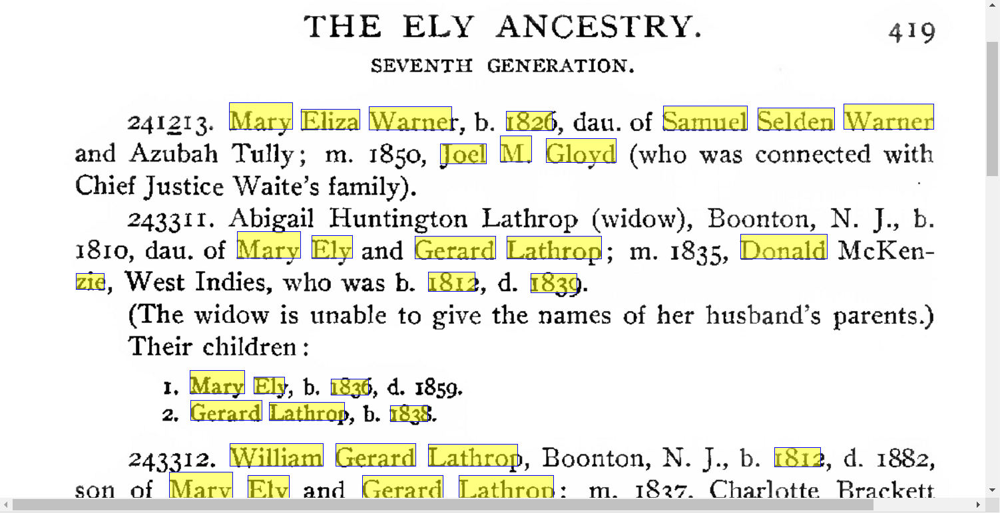 THE ELY ANCESTRY. 419
SEVENTH GENERATION.
241213. Mary Eliza Warner, b. 1826, dau. of Samuel Selden Warner
and Azubah Tully; m. 1850, Joel M. Gloyd (who was connected with
Chief Justice Waite's family).
243311. Abigail Huntington Lathrop (widow), Boonton, N. J., b.
1810, dau. of Mary Ely and Gerard Lathrop; m. 1835, Donald McKen-
zie, West Indies, who was b. 1812, d. 1839.
(The widow is unable to give the names of her husband's parents.)
Their children:
1. Mary Ely, b. 1836, d. 1859.
2. Gerard Lathrop, b. 1838.
243312. William Gerard Lathrop, Boonton, N. J., b. 1812, d. 1882,
son of Mary Ely and Gerard Lathrop; m. 1837, Charlotte Brackett